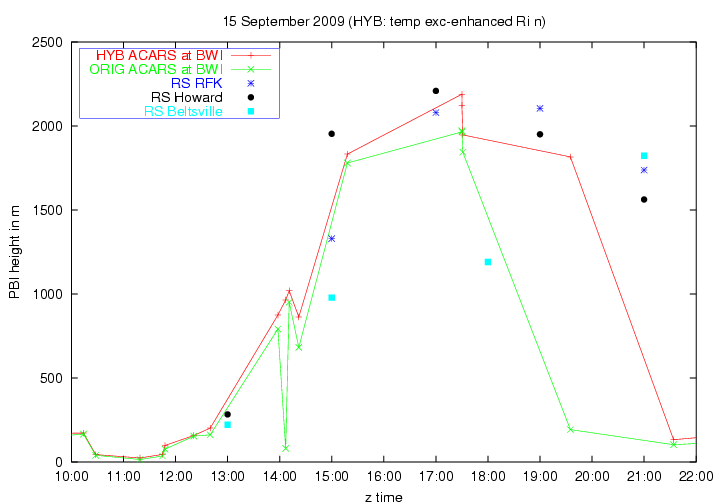 15 September 2009 (HYB: temp exc-enhanced Ri n)
2500
2000
1500
1000
500
0
PBl height in m
HYB ACARS at BWI
ORIG ACARS at BWI
RS RFK
RS Howard
RS Beltsville
10:00 11:00 12:00 13:00 14:00 15:00 16:00 17:00 18:00 19:00 20:00 21:00 22:00
z time